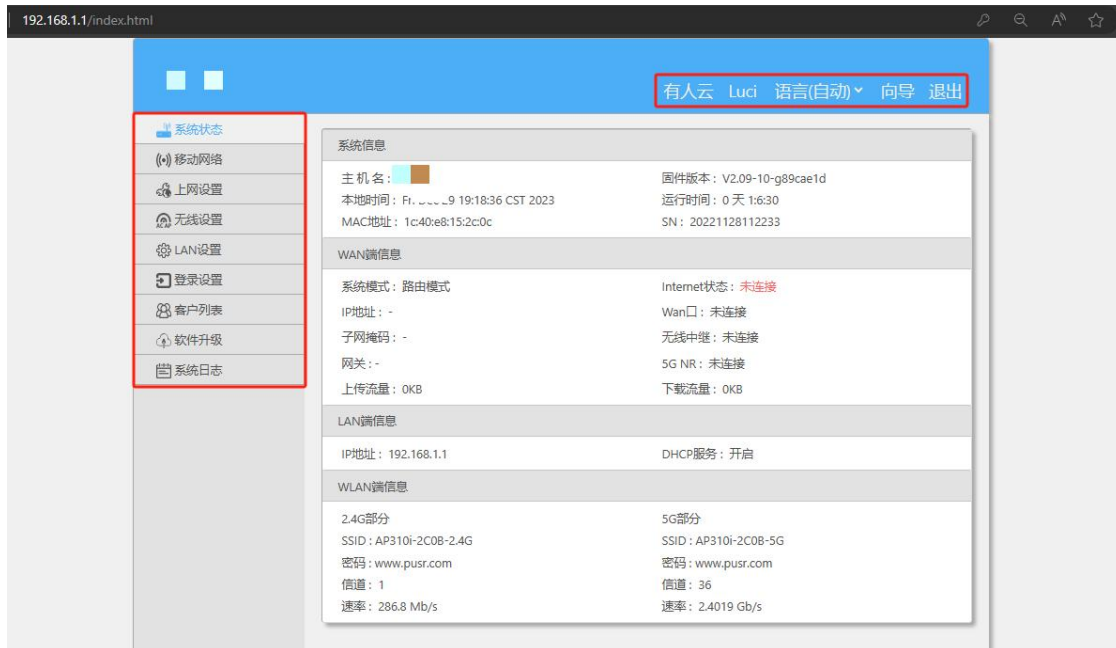 192.168.1.1/index.html
有人云 Luci 语言(自动) 向导 退出
系统状态
移动网络
上网设置
无线设置
LAN设置
登录设置
客户列表
软件升级
系统日志
系统信息
主机名:
固件版本: V2.09-10-g89cae1d
本地时间: 19:18:36 CST 2023
运行时间: 0 天 1:6:30
MAC地址: 1c:40:e8:15:2c:0c
SN: 20221128112233
WAN端信息
系统模式: 路由模式
Internet状态: 未连接
IP地址: -
Wan口: 未连接
子网掩码: -
无线中继: 未连接
网关: -
5G NR: 未连接
上传流量: 0KB
下载流量: 0KB
LAN端信息
IP地址: 192.168.1.1
DHCP服务: 开启
WLAN端信息
2.4G部分
SSID : AP310i-2C0B-2.4G
密码 : www.pusr.com
信道: 1
速率: 286.8 Mb/s
5G部分
SSID : AP310i-2C0B-5G
密码 : www.pusr.com
信道: 36
速率: 2.4019 Gb/s